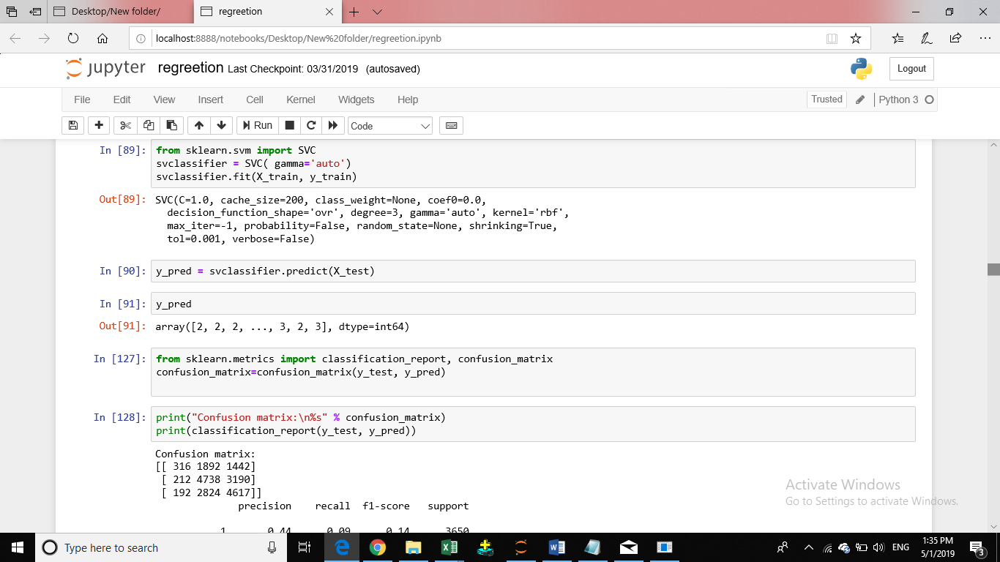 Desktop/New folder/
regreetion
localhost:8888/notebooks/Desktop/New%20folder/regreetion.ipynb
jupyter regreetion Last Checkpoint: 03/31/2019 (autosaved)
Logout
File Edit View Insert Cell Kernel Widgets Help
Trusted Python 3
Run Code
In [89]: from sklearn.svm import SVC
svclassifier = SVC( gamma='auto')
svclassifier.fit(X_train, y_train)
Out[89]: SVC(C=1.0, cache_size=200, class_weight=None, coef0=0.0,
decision_function_shape='ovr', degree=3, gamma='auto', kernel='rbf',
max_iter=-1, probability=False, random_state=None, shrinking=True,
tol=0.001, verbose=False)
In [90]: y_pred = svclassifier.predict(X_test)
In [91]: y_pred
Out[91]: array([2, 2, 2, ..., 3, 2, 3], dtype=int64)
In [127]: from sklearn.metrics import classification_report, confusion_matrix
confusion_matrix=confusion_matrix(y_test, y_pred)
In [128]: print("Confusion matrix:\n%s" % confusion_matrix)
print(classification_report(y_test, y_pred))
Confusion matrix:
[[ 316 1892 1442]
[ 212 4738 3190]
[ 192 2824 4617]]
precision recall f1-score support
1 0.44 0.09 0.14 3650
Activate Windows
Go to Settings to activate Windows.
Type here to search
ENG
1:35 PM
5/1/2019
3